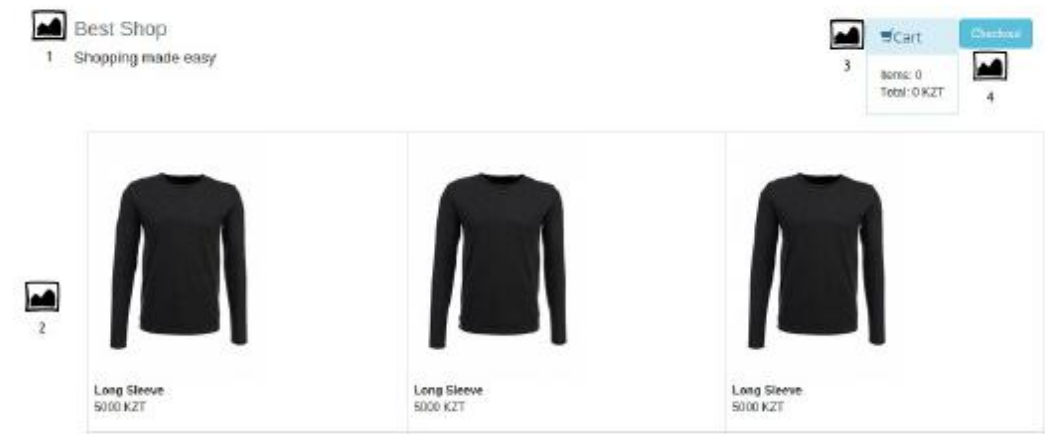 Best Shop
1 Shopping made easy
Cart
Checkout
3
Items: 0
Total: 0 KZT
4
2
Long Sleeve
5000 KZT
Long Sleeve
5000 KZT
Long Sleeve
5000 KZT